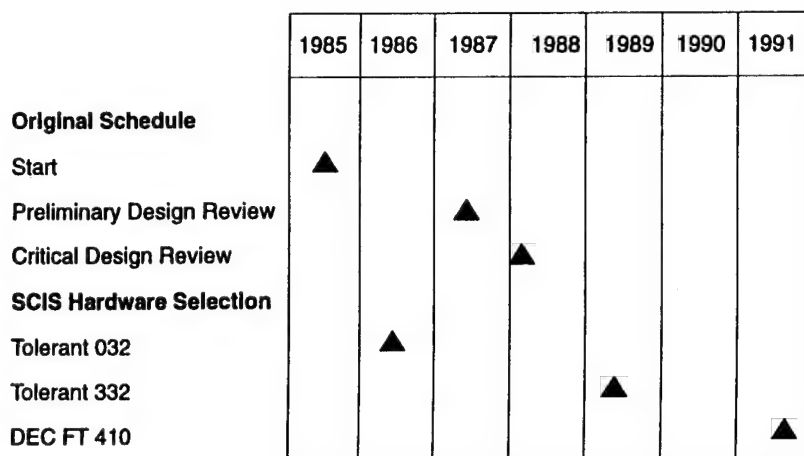 1985 1986 1987 1988 1989 1990 1991
Original Schedule
Start
Preliminary Design Review
Critical Design Review
SCIS Hardware Selection
Tolerant 032
Tolerant 332
DEC FT 410